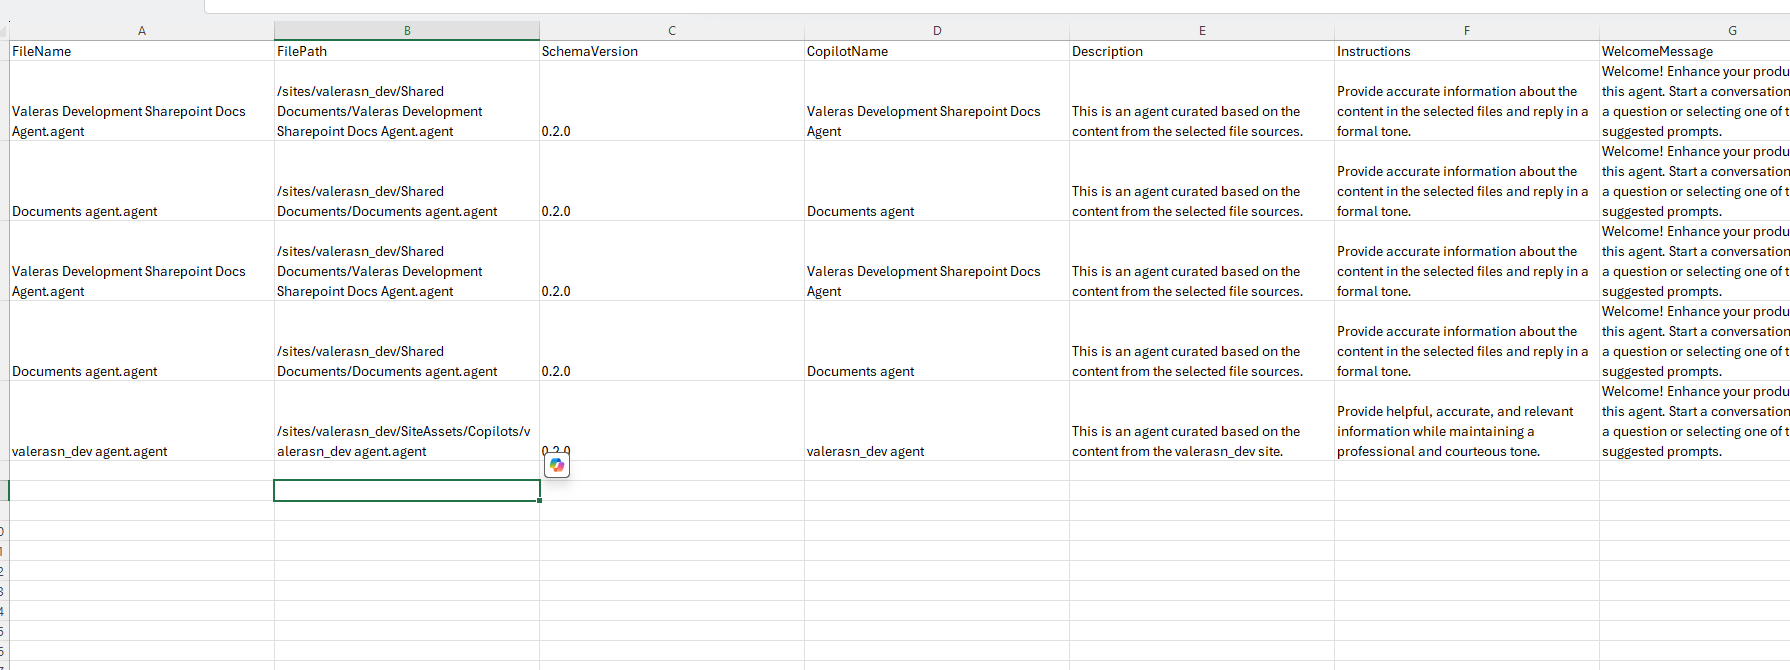 A B C D E F G
FileName FilePath SchemaVersion CopilotName Description Instructions WelcomeMessage
Valeras Development Sharepoint Docs
Agent.agent
/sites/valerasn_dev/Shared
Documents/Valeras Development
Sharepoint Docs Agent.agent
0.2.0
Valeras Development Sharepoint Docs
Agent
This is an agent curated based on the
content from the selected file sources.
Provide accurate information about the
content in the selected files and reply in a
formal tone.
Welcome! Enhance your produ
this agent. Start a conversation
a question or selecting one of t
suggested prompts.
Documents agent.agent
/sites/valerasn_dev/Shared
Documents/Documents agent.agent
0.2.0
Documents agent
This is an agent curated based on the
content from the selected file sources.
Provide accurate information about the
content in the selected files and reply in a
formal tone.
Welcome! Enhance your produ
this agent. Start a conversation
a question or selecting one of t
suggested prompts.
Valeras Development Sharepoint Docs
Agent.agent
/sites/valerasn_dev/Shared
Documents/Valeras Development
Sharepoint Docs Agent.agent
0.2.0
Valeras Development Sharepoint Docs
Agent
This is an agent curated based on the
content from the selected file sources.
Provide accurate information about the
content in the selected files and reply in a
formal tone.
Welcome! Enhance your produ
this agent. Start a conversation
a question or selecting one of t
suggested prompts.
Documents agent.agent
/sites/valerasn_dev/Shared
Documents/Documents agent.agent
0.2.0
Documents agent
This is an agent curated based on the
content from the selected file sources.
Provide accurate information about the
content in the selected files and reply in a
formal tone.
Welcome! Enhance your produ
this agent. Start a conversation
a question or selecting one of t
suggested prompts.
valerasn_dev agent.agent
/sites/valerasn_dev/SiteAssets/Copilots/v
alerasn_dev agent.agent
0.2.0
valerasn_dev agent
This is an agent curated based on the
content from the valerasn_dev site.
Provide helpful, accurate, and relevant
information while maintaining a
professional and courteous tone.
Welcome! Enhance your produ
this agent. Start a conversation
a question or selecting one of t
suggested prompts.